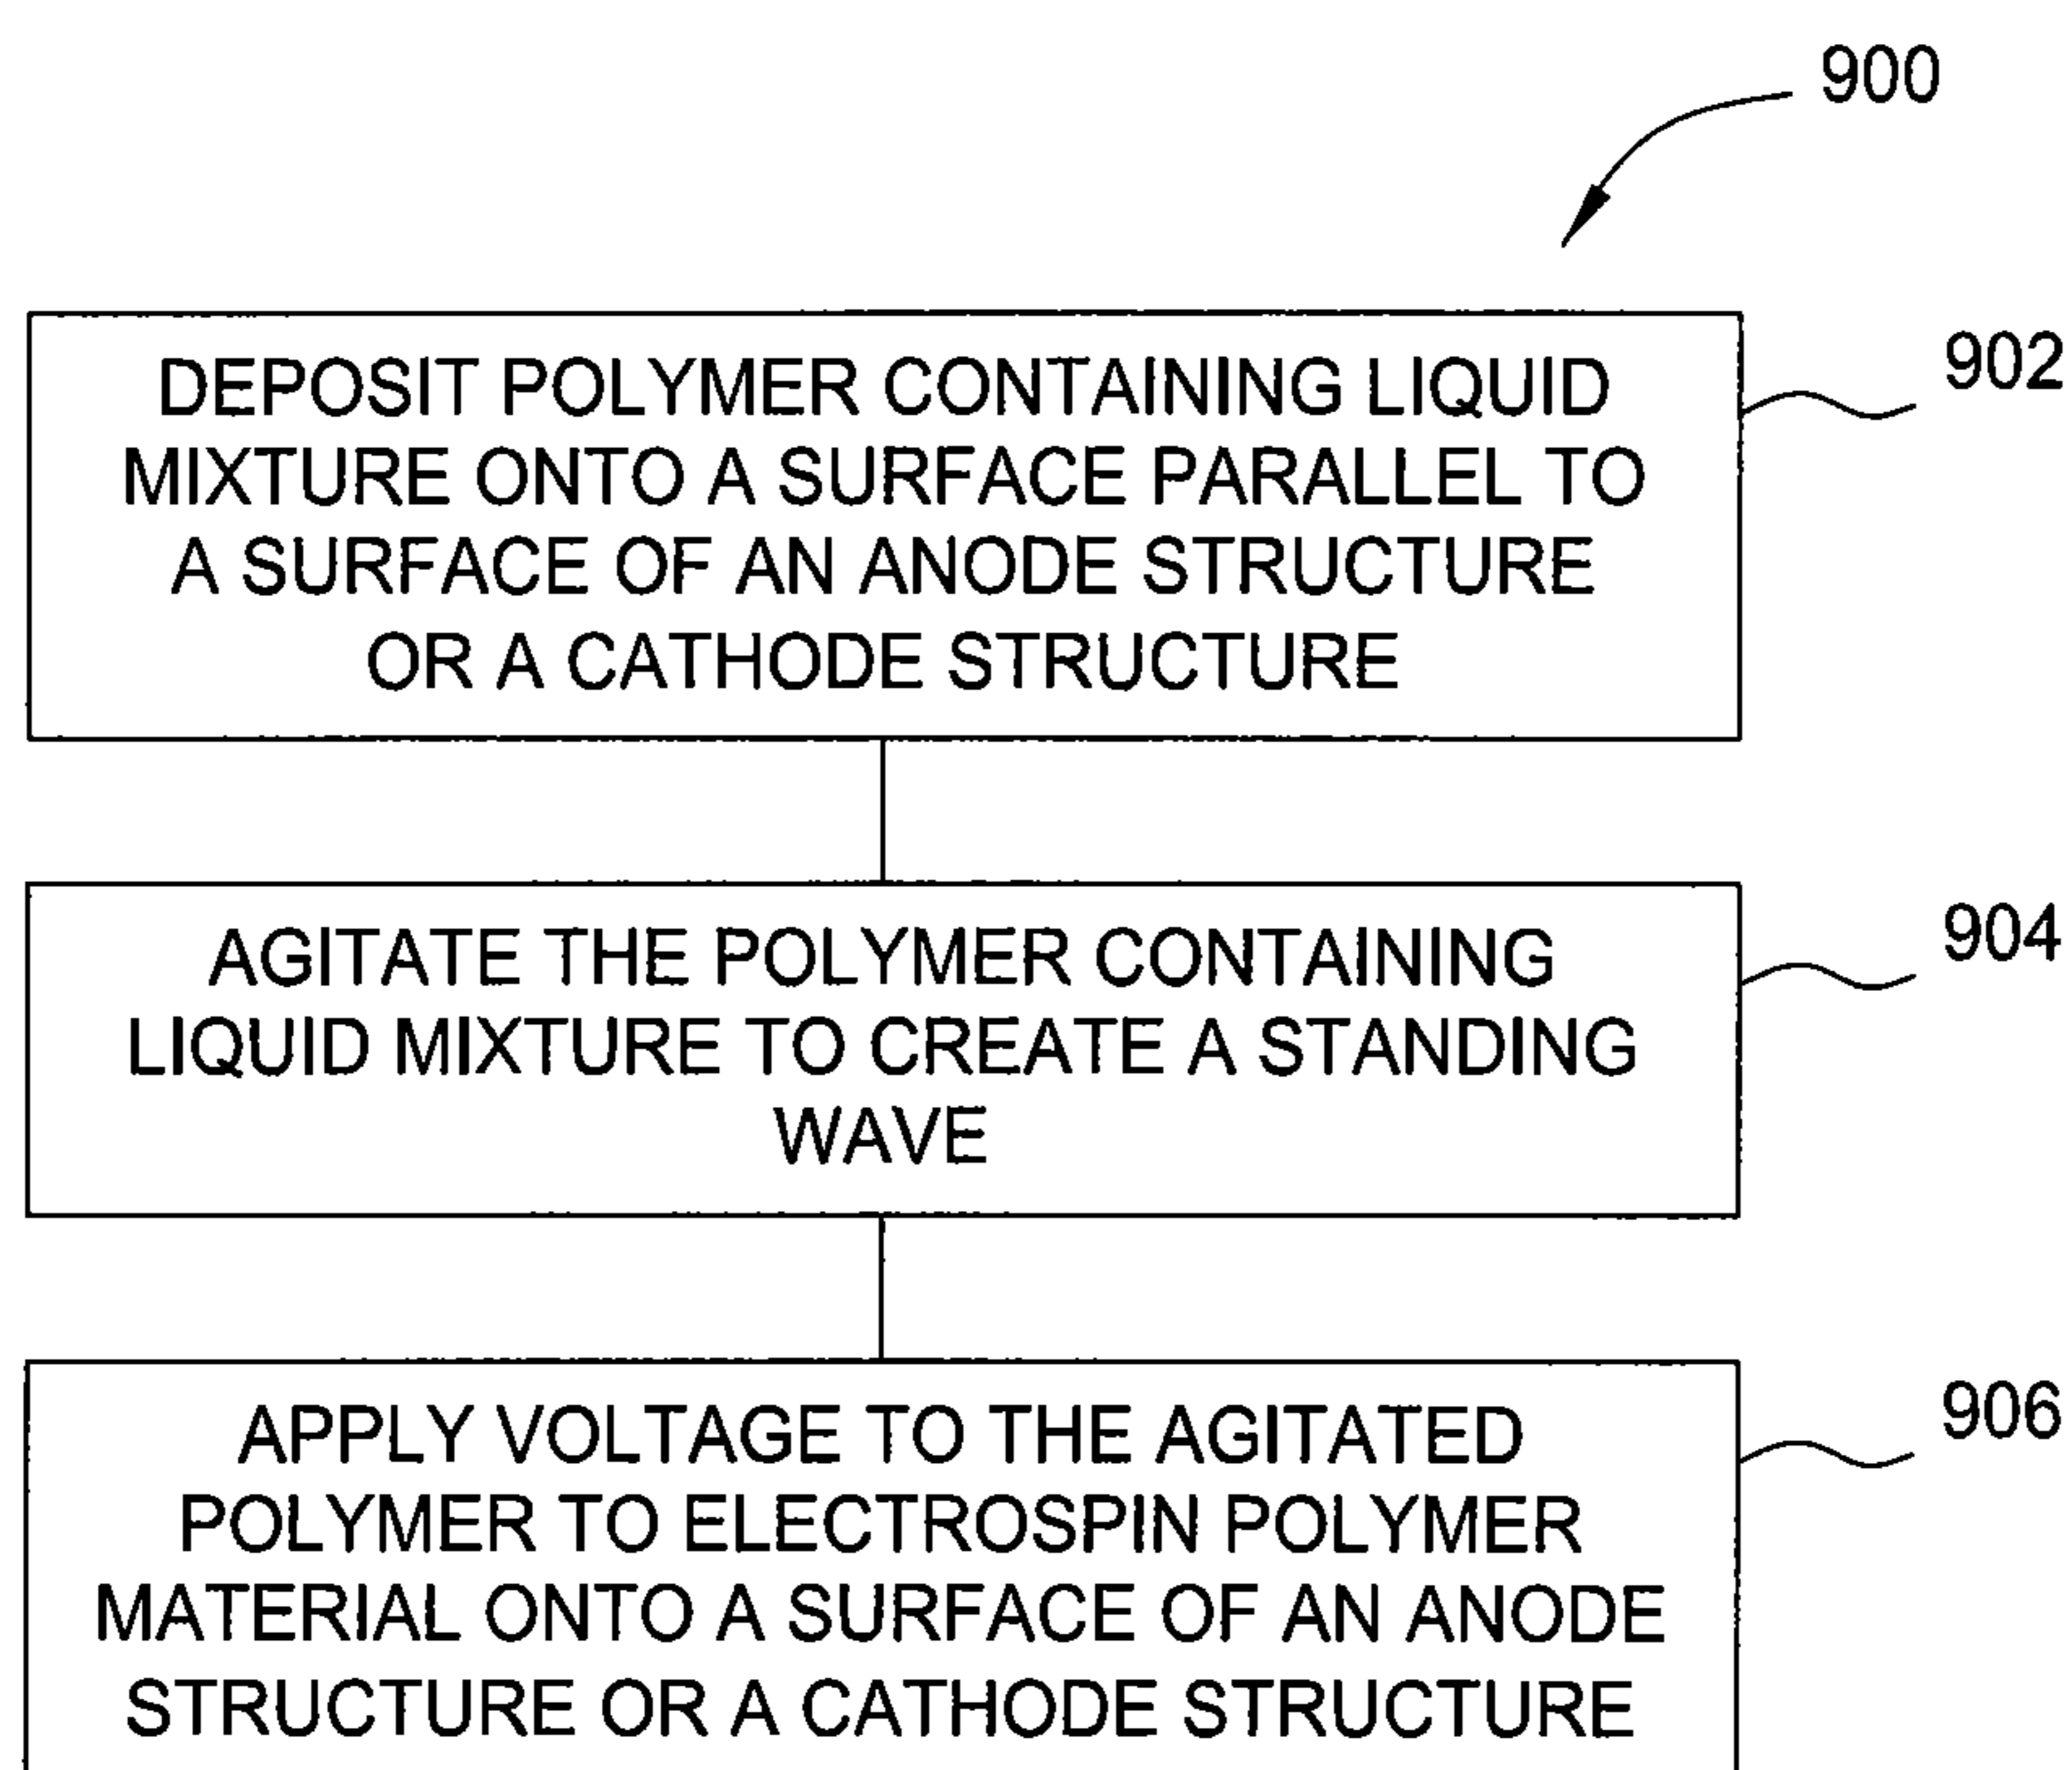 900
DEPOSIT POLYMER CONTAINING LIQUID
MIXTURE ONTO A SURFACE PARALLEL TO
A SURFACE OF AN ANODE STRUCTURE
OR A CATHODE STRUCTURE
902
AGITATE THE POLYMER CONTAINING
LIQUID MIXTURE TO CREATE A STANDING
WAVE
904
APPLY VOLTAGE TO THE AGITATED
POLYMER TO ELECTROSPIN POLYMER
MATERIAL ONTO A SURFACE OF AN ANODE
STRUCTURE OR A CATHODE STRUCTURE
906